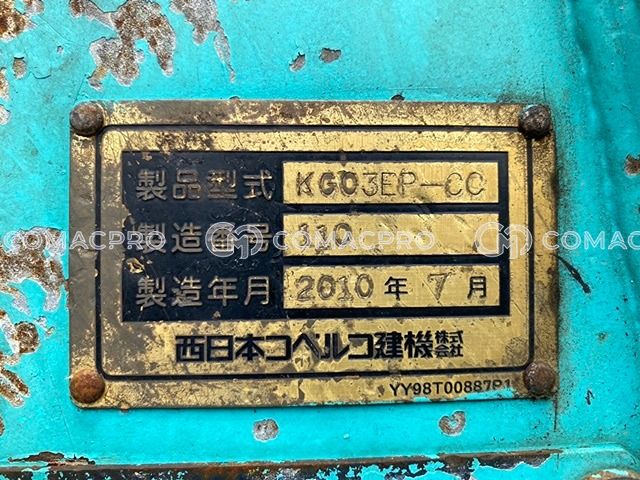 製品型式 KG03EP-CC
製造番号 110
製造年月 2010年7月
西日本コベルコ建機株式会社
YY98T00887P1
COMACPRO COMACPRO COMACPRO